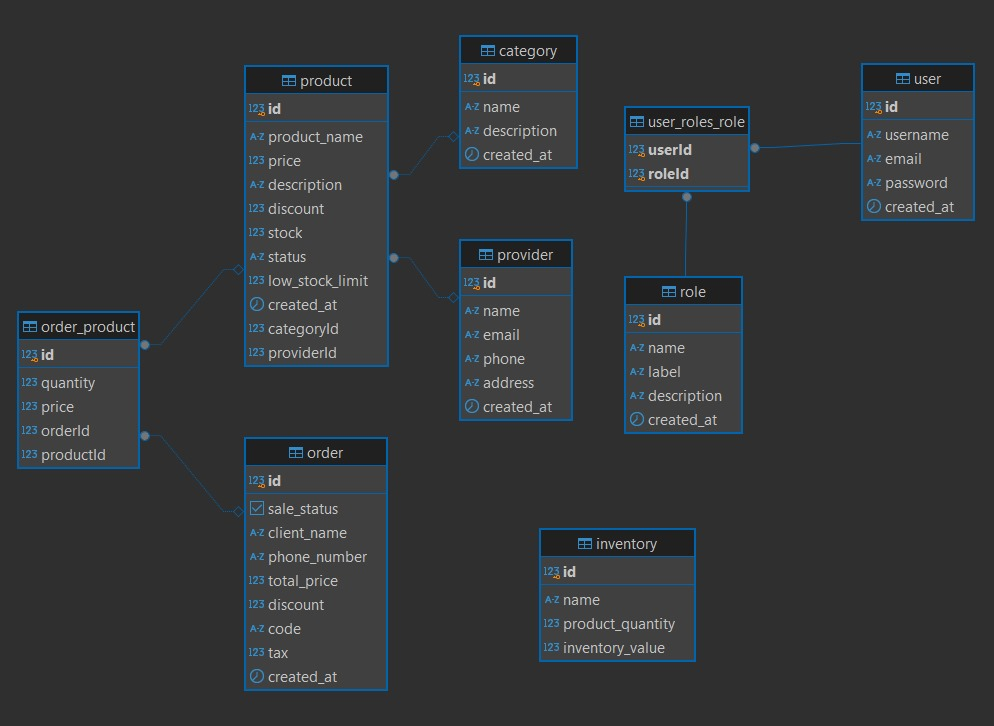 product
id
product_name
price
description
discount
stock
status
low_stock_limit
created_at
categoryId
providerId
category
id
name
description
created_at
user_roles_role
userId
roleId
user
id
username
email
password
created_at
provider
id
name
email
phone
address
created_at
role
id
name
label
description
created_at
order_product
id
quantity
price
orderId
productId
order
id
sale_status
client_name
phone_number
total_price
discount
code
tax
created_at
inventory
id
name
product_quantity
inventory_value